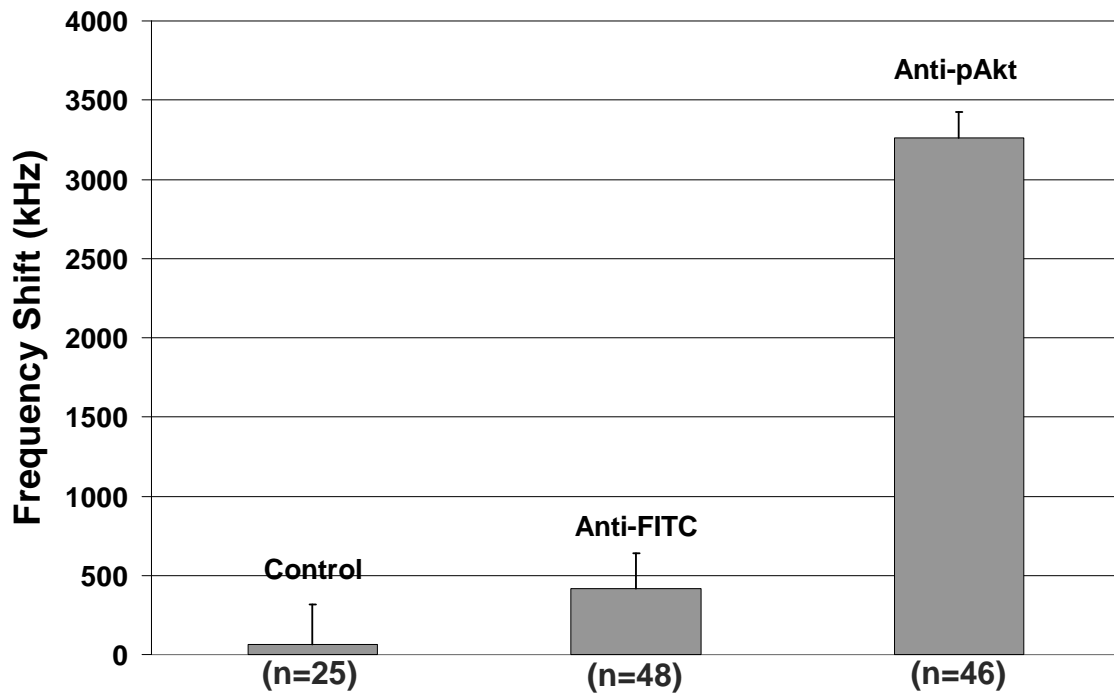 4000
3500
3000
2500
2000
1500
1000
500
0
Frequency Shift (kHz)
Control
Anti-FITC
Anti-pAkt
(n=25)
(n=48)
(n=46)